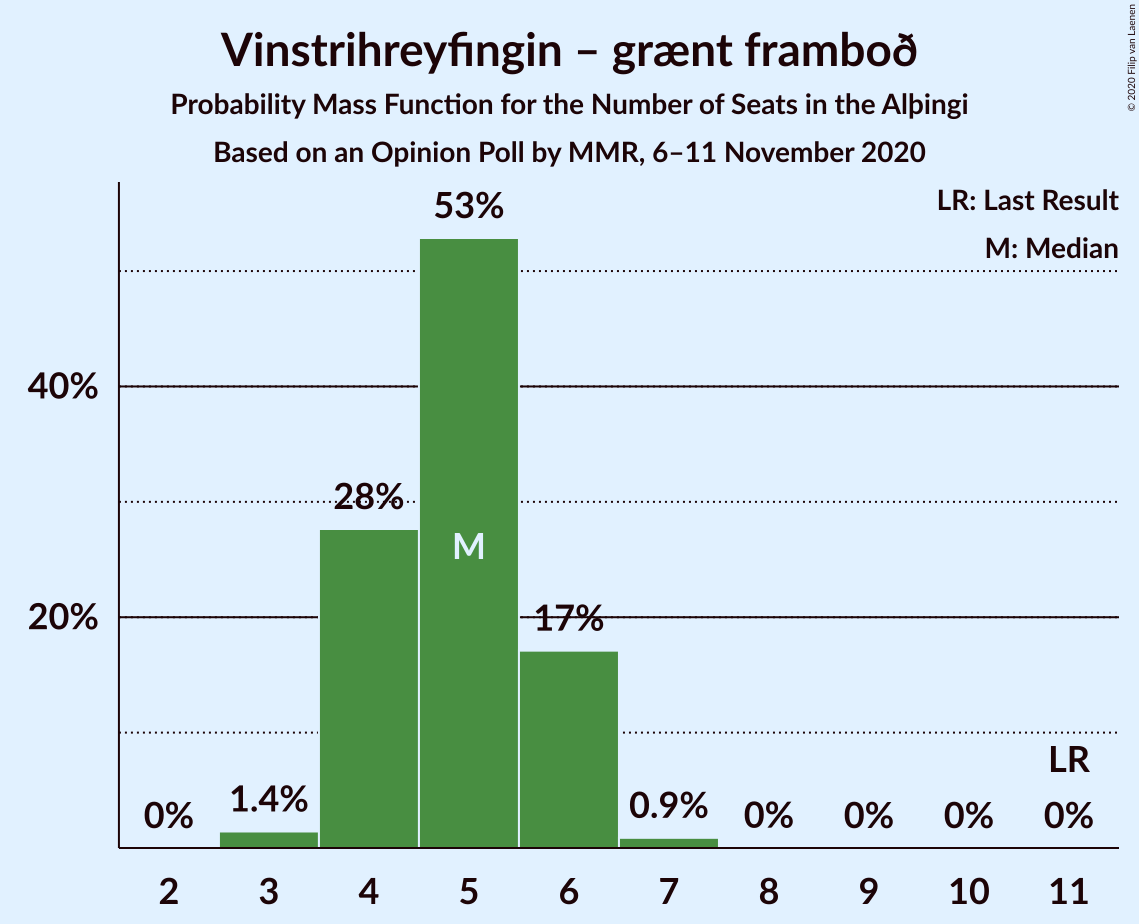 Vinstrihreyfingin – grænt framboð
Probability Mass Function for the Number of Seats in the Alþingi
Based on an Opinion Poll by MMR, 6–11 November 2020
© 2020 Filip van Laenen
LR: Last Result
M: Median
53%
40%
28%
M
20%
17%
LR
0%
1.4%
0.9%
0%
0%
0%
0%
2
3
4
5
6
7
8
9
10
11